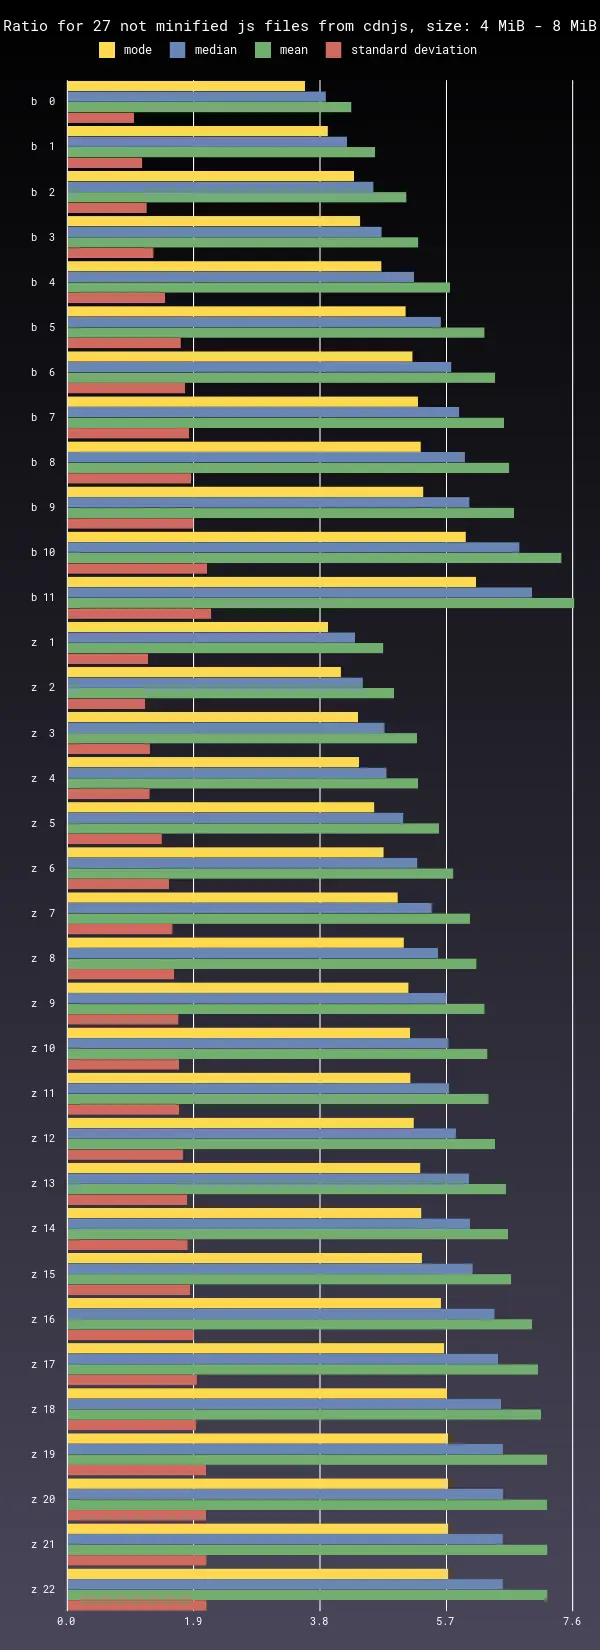 Ratio for 27 not minified js files from cdnjs, size: 4 MiB - 8 MiB
mode median mean standard deviation
b 0
b 1
b 2
b 3
b 4
b 5
b 6
b 7
b 8
b 9
b 10
b 11
z 1
z 2
z 3
z 4
z 5
z 6
z 7
z 8
z 9
z 10
z 11
z 12
z 13
z 14
z 15
z 16
z 17
z 18
z 19
z 20
z 21
z 22
0.0 1.9 3.8 5.7 7.6